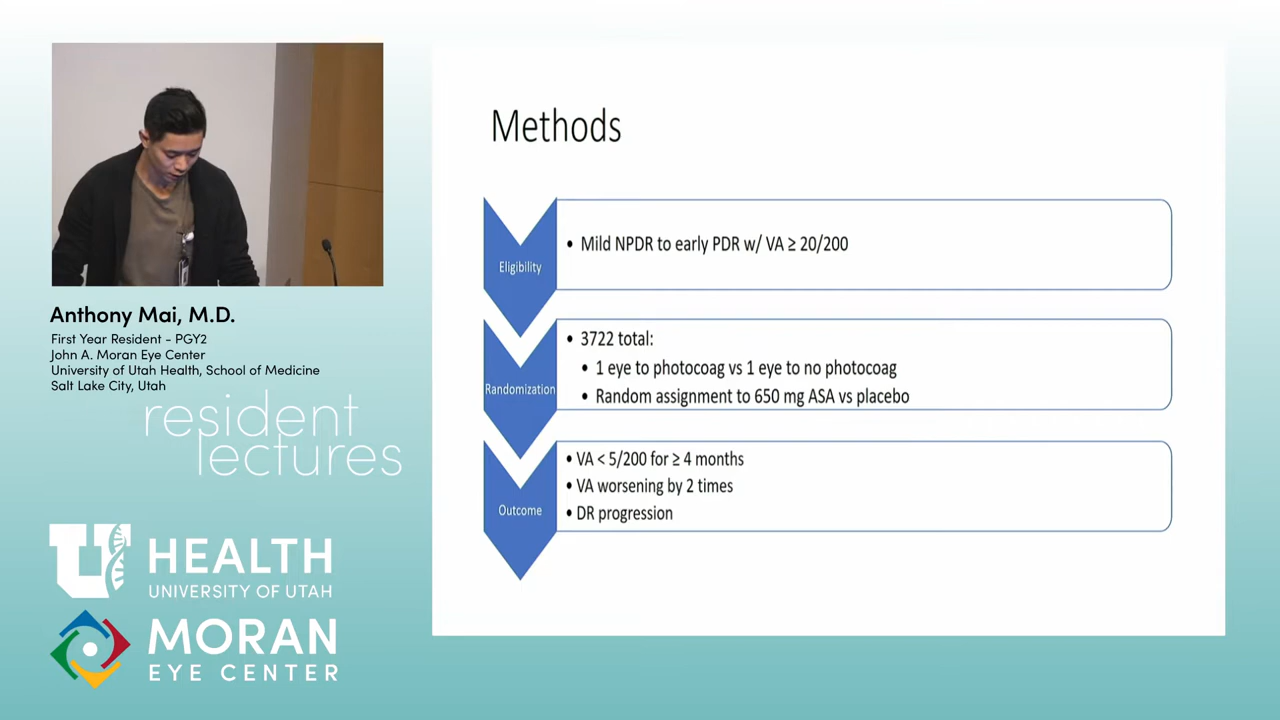 Methods
Eligibility
• Mild NPDR to early PDR w/ VA ≥ 20/200
Randomization
• 3722 total:
• 1 eye to photocoag vs 1 eye to no photocoag
• Random assignment to 650 mg ASA vs placebo
Outcome
• VA < 5/200 for ≥ 4 months
• VA worsening by 2 times
• DR progression
Anthony Mai, M.D.
First Year Resident - PGY2
John A. Moran Eye Center
University of Utah Health, School of Medicine
Salt Lake City, Utah
resident
lectures
U HEALTH
UNIVERSITY OF UTAH
MORAN
EYE CENTER